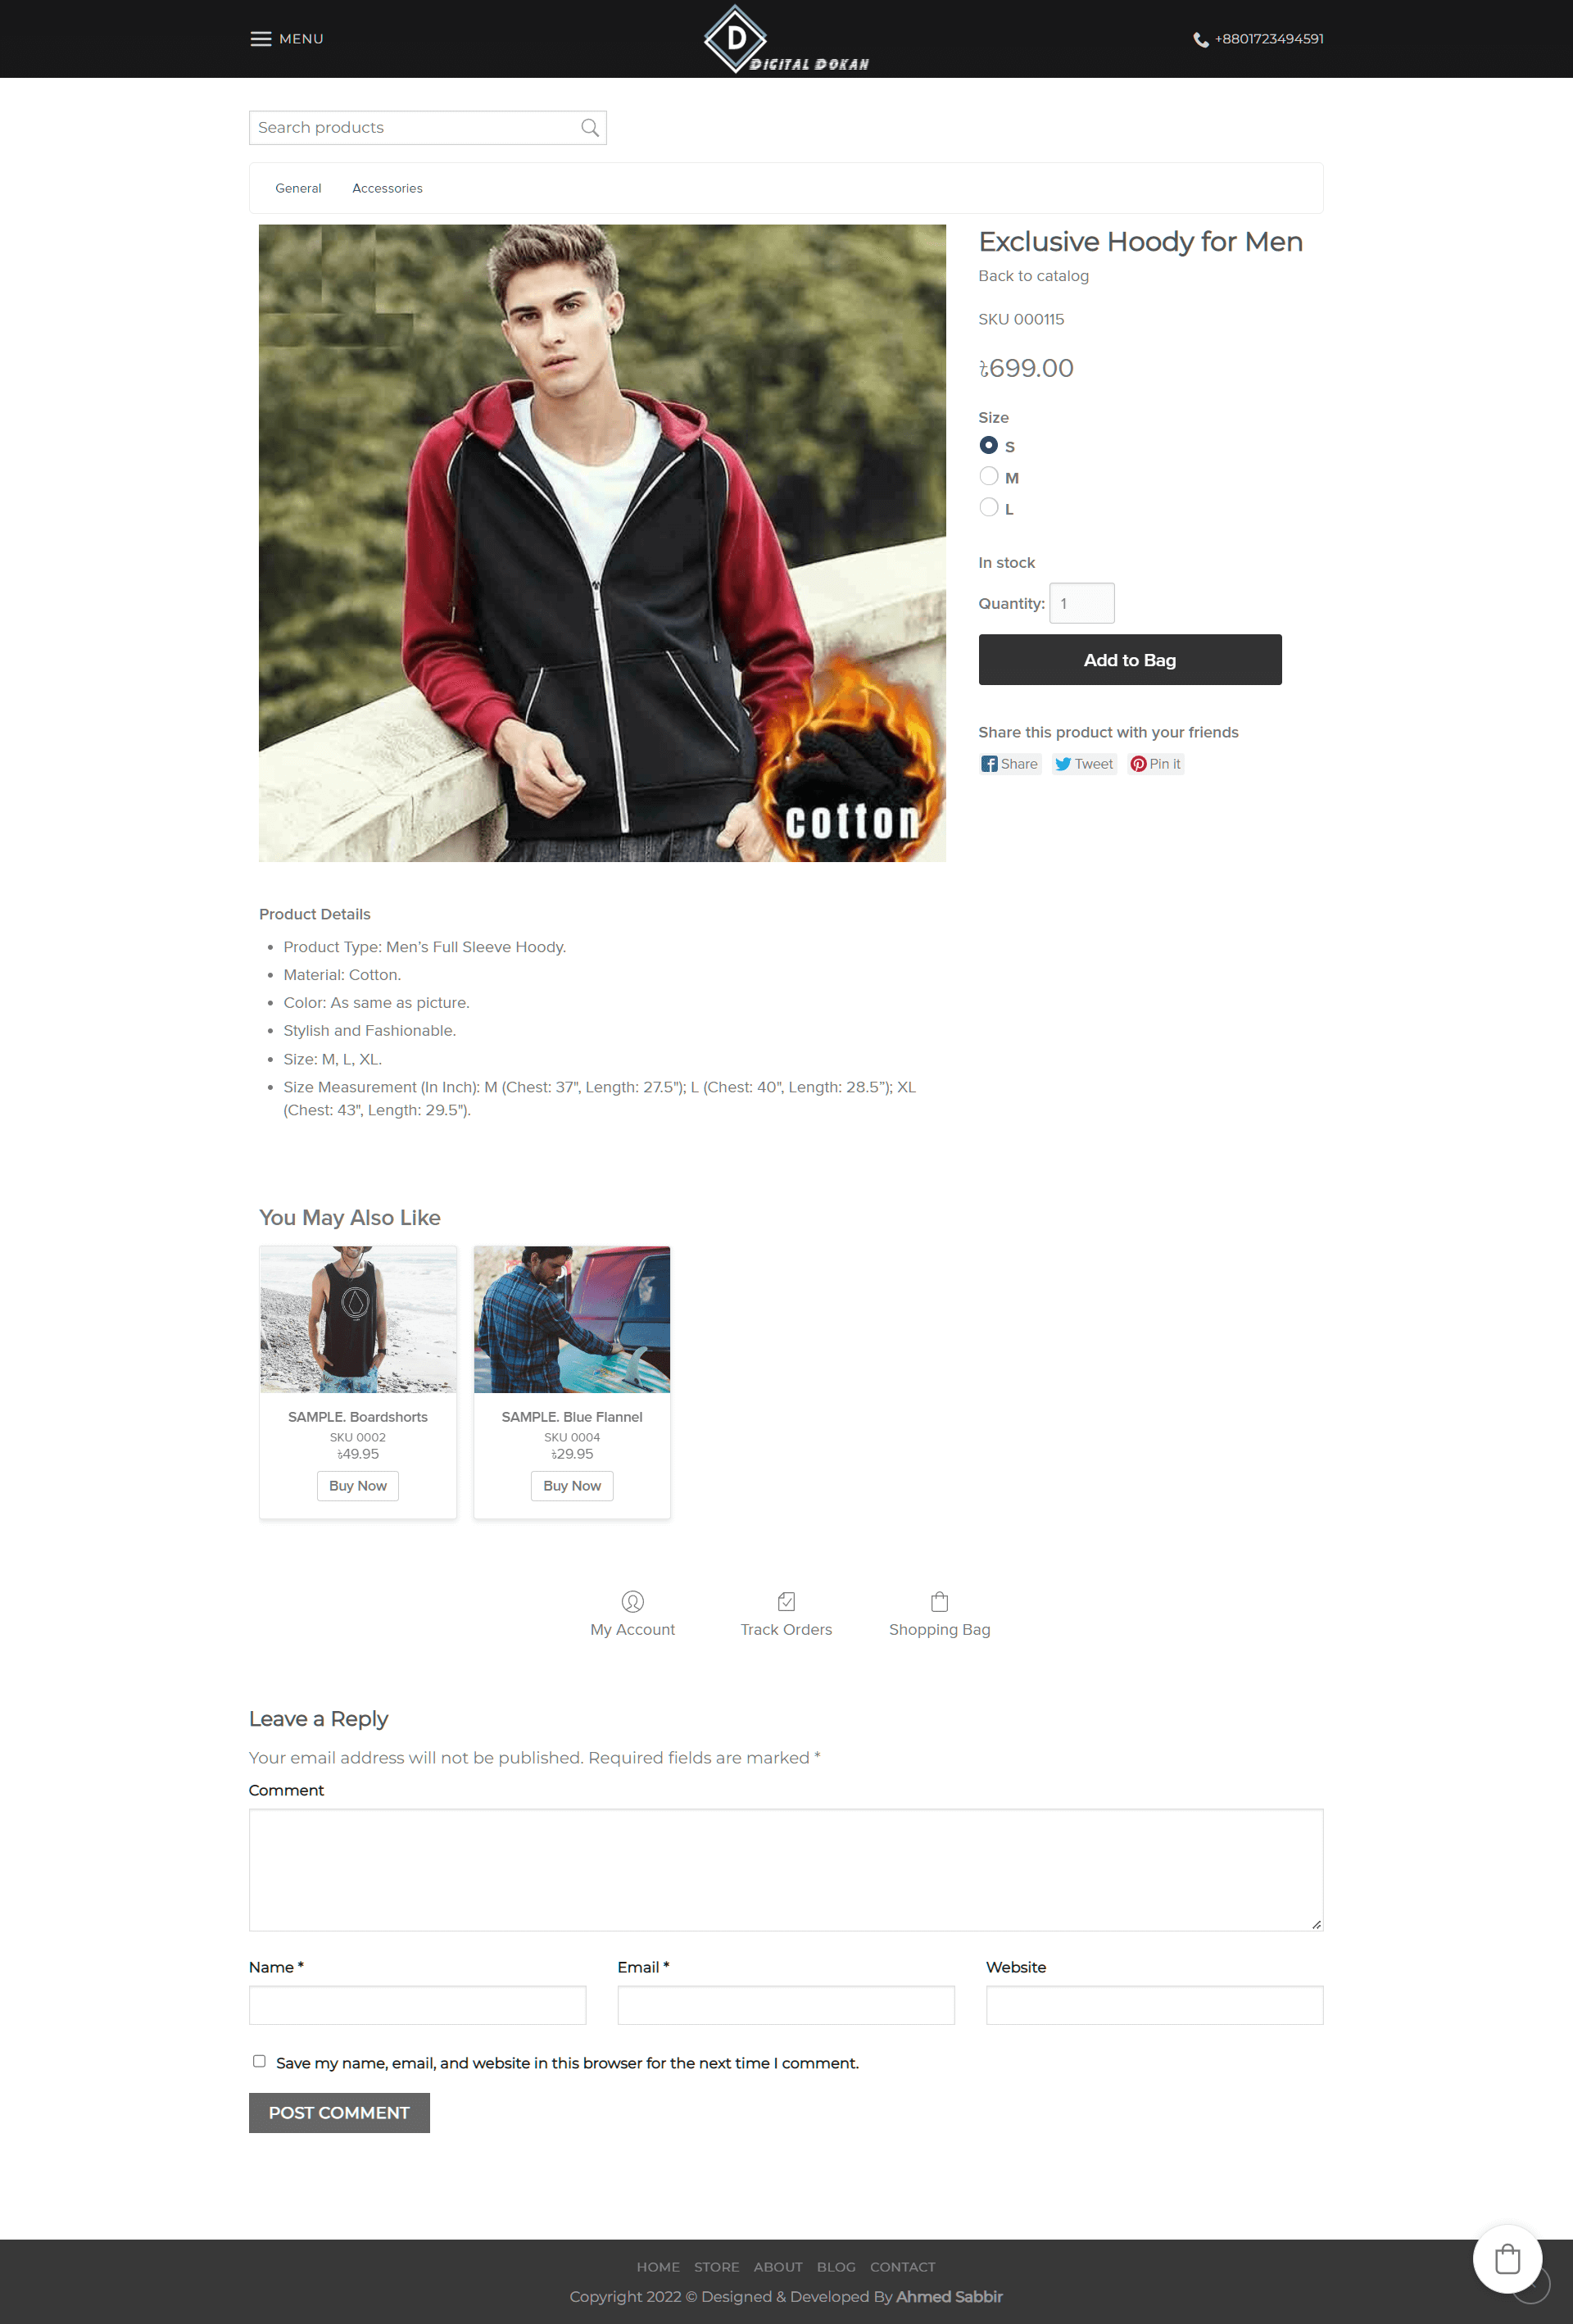 MENU
D
DIGITAL DOKAN
+8801723494591
Search products
General
Accessories
Exclusive Hoody for Men
Back to catalog
SKU 000115
৳699.00
Size
S
M
L
In stock
Quantity: 1
Add to Bag
Share this product with your friends
Share
Tweet
Pin it
cotton
Product Details
Product Type: Men’s Full Sleeve Hoody.
Material: Cotton.
Color: As same as picture.
Stylish and Fashionable.
Size: M, L, XL.
Size Measurement (In Inch): M (Chest: 37", Length: 27.5"); L (Chest: 40", Length: 28.5”); XL
(Chest: 43", Length: 29.5").
You May Also Like
SAMPLE. Boardshorts
SKU 0002
৳49.95
Buy Now
SAMPLE. Blue Flannel
SKU 0004
৳29.95
Buy Now
My Account
Track Orders
Shopping Bag
Leave a Reply
Your email address will not be published. Required fields are marked *
Comment
Name *
Email *
Website
Save my name, email, and website in this browser for the next time I comment.
POST COMMENT
HOME
STORE
ABOUT
BLOG
CONTACT
Copyright 2022 © Designed & Developed By Ahmed Sabbir